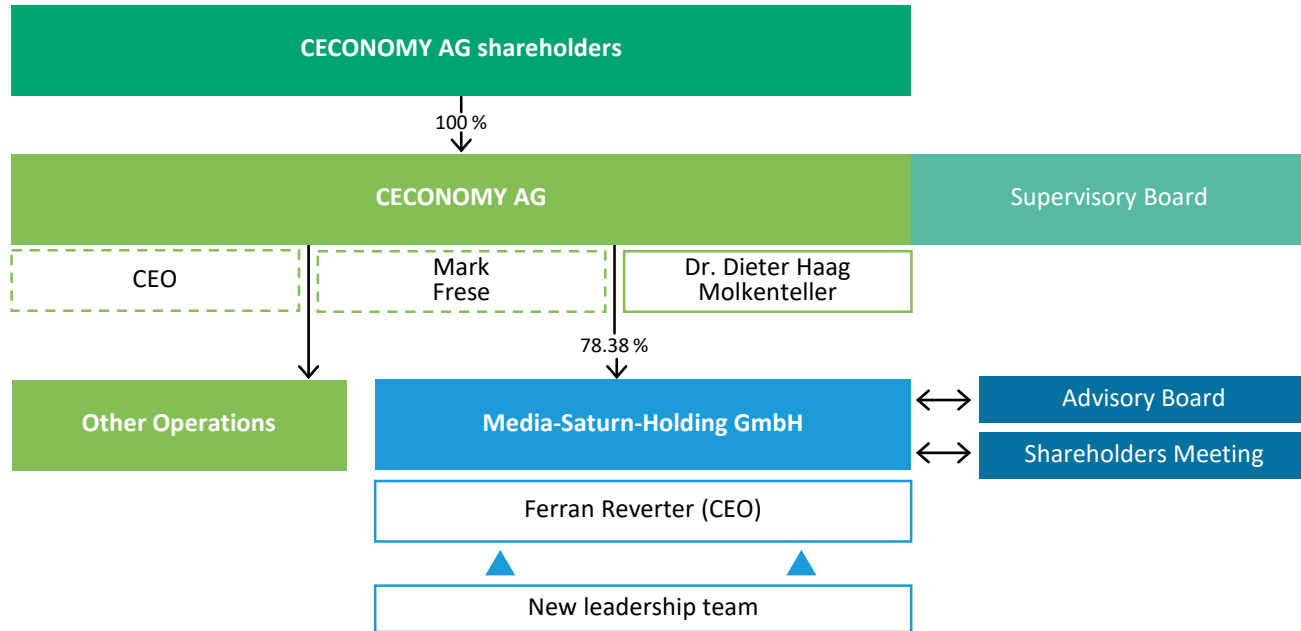 CECONOMY AG shareholders
100 %
CECONOMY AG
Supervisory Board
CEO
Mark
Frese
Dr. Dieter Haag
Molkenteller
78.38 %
Other Operations
Media-Saturn-Holding GmbH
Advisory Board
Shareholders Meeting
Ferran Reverter (CEO)
New leadership team